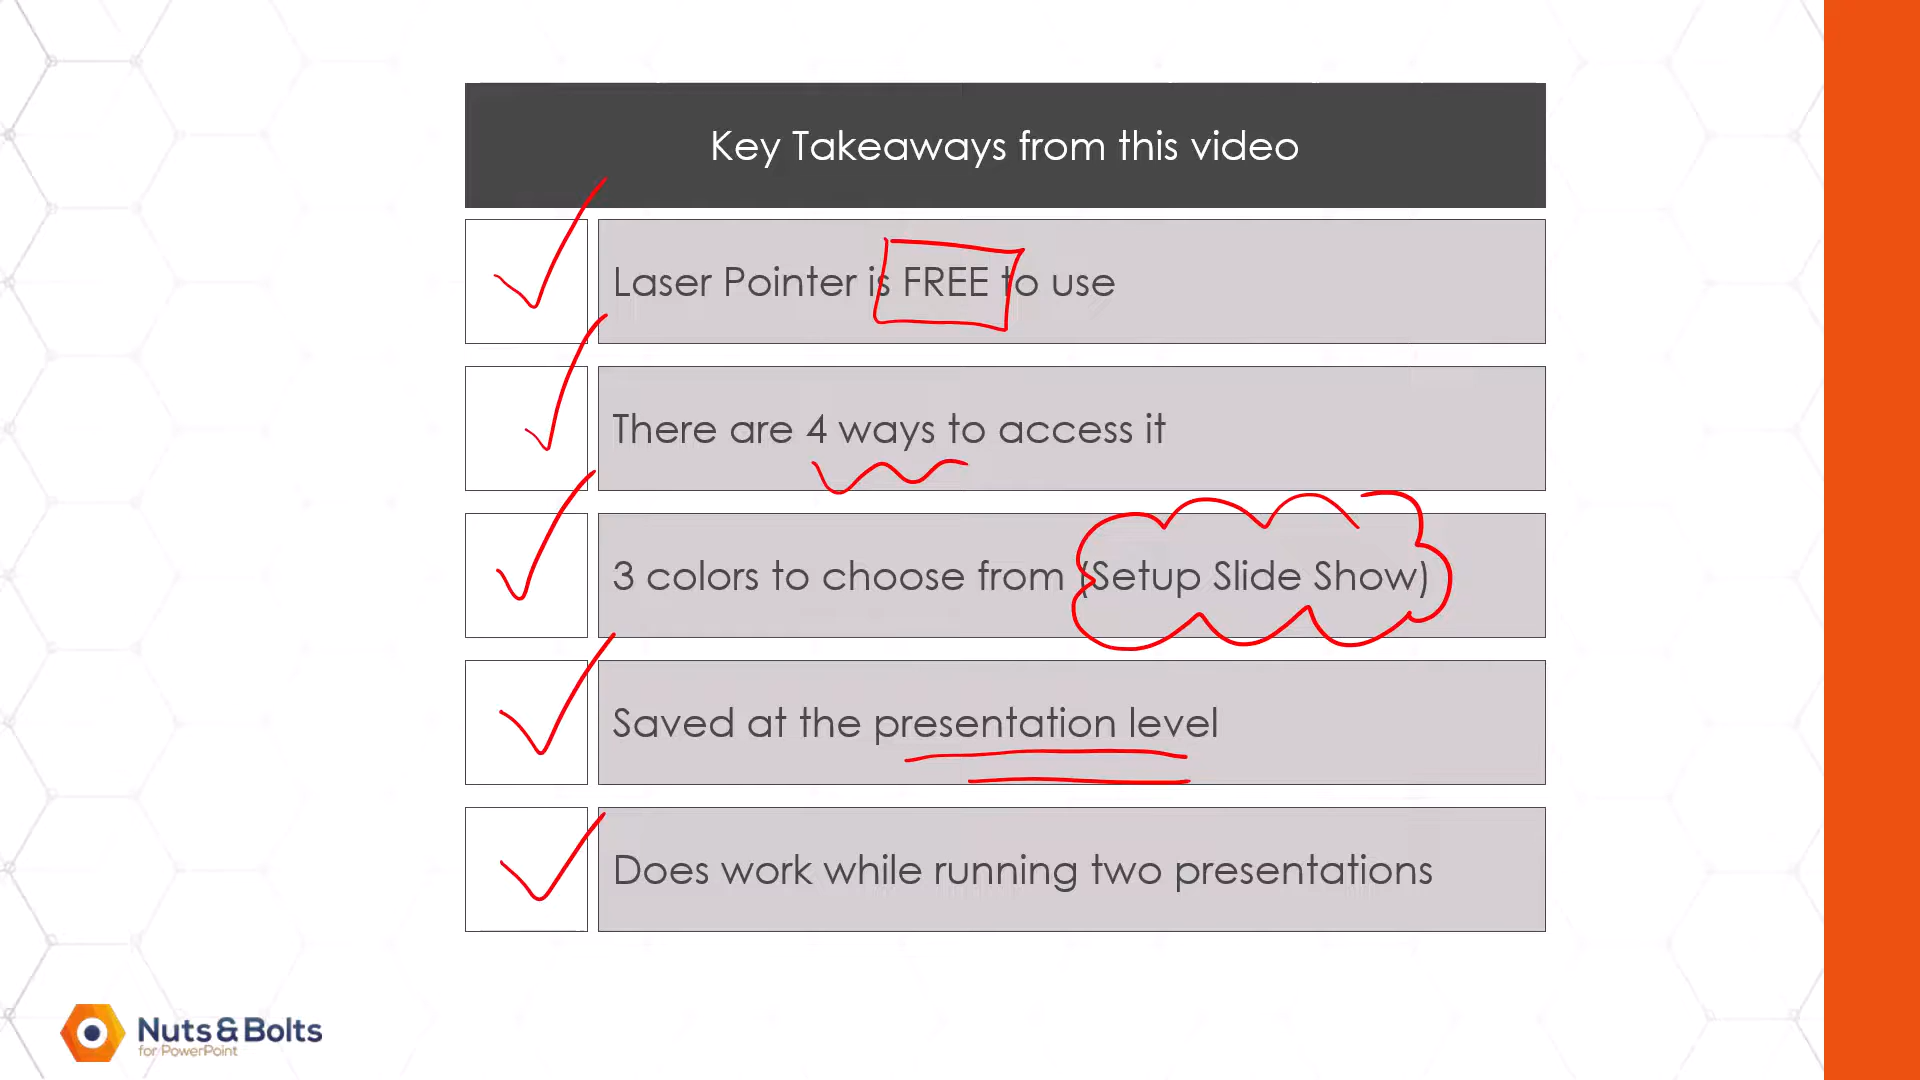 Key Takeaways from this video
Laser Pointer is FREE to use
There are 4 ways to access it
3 colors to choose from (Setup Slide Show)
Saved at the presentation level
Does work while running two presentations
Nuts&Bolts
for PowerPoint